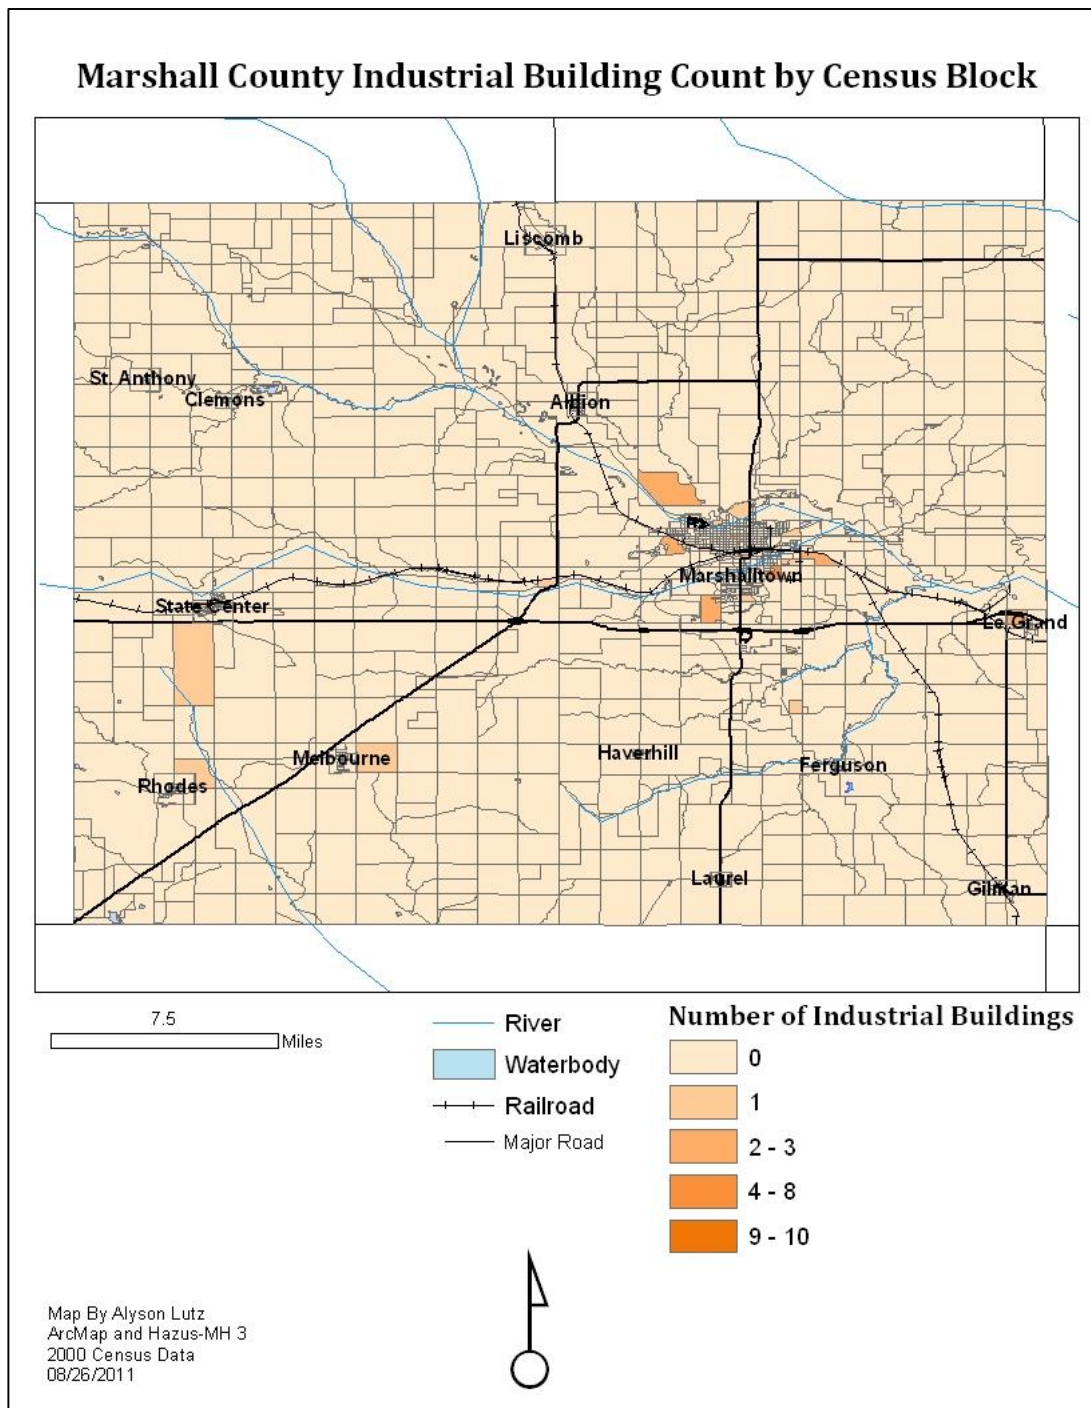 Marshall County Industrial Building Count by Census Block
Liscomb
St. Anthony
Clemons
Albion
Marshalltown
State Center
Le Grand
Melbourne
Haverhill
Ferguson
Rhodes
Laurel
Gilman
7.5
Miles
River
Waterbody
Railroad
Major Road
Number of Industrial Buildings
0
1
2 - 3
4 - 8
9 - 10
Map By Alyson Lutz
ArcMap and Hazus-MH 3
2000 Census Data
08/26/2011